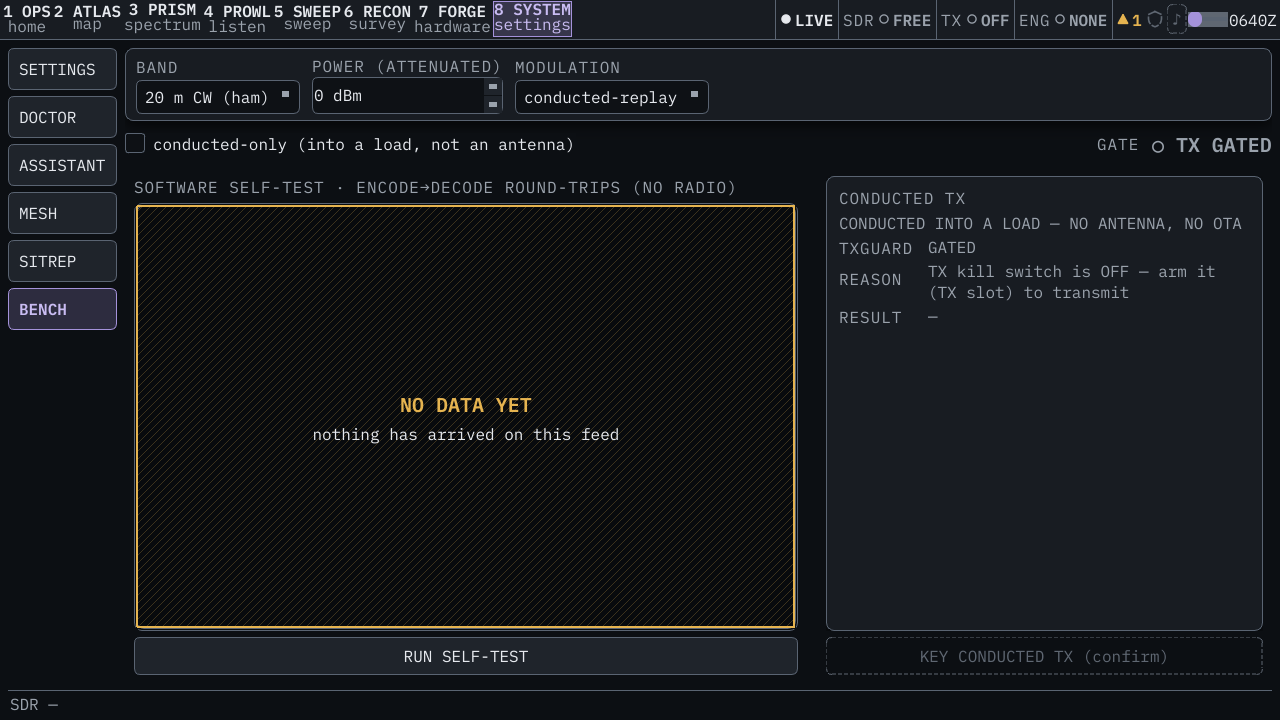 1 OPS 2 ATLAS 3 PRISM 4 PROWL 5 SWEEP 6 RECON 7 FORGE 8 SYSTEM
home map spectrum listen sweep survey hardware settings
LIVE SDR FREE TX OFF ENG NONE 1 0640Z
SETTINGS
DOCTOR
ASSISTANT
MESH
SITREP
BENCH
BAND POWER (ATTENUATED) MODULATION
20 m CW (ham) 0 dBm conducted-replay
conducted-only (into a load, not an antenna)
GATE TX GATED
SOFTWARE SELF-TEST · ENCODE→DECODE ROUND-TRIPS (NO RADIO)
NO DATA YET
nothing has arrived on this feed
RUN SELF-TEST
CONDUCTED TX
CONDUCTED INTO A LOAD — NO ANTENNA, NO OTA
TXGUARD GATED
REASON TX kill switch is OFF — arm it
(TX slot) to transmit
RESULT —
KEY CONDUCTED TX (confirm)
SDR —